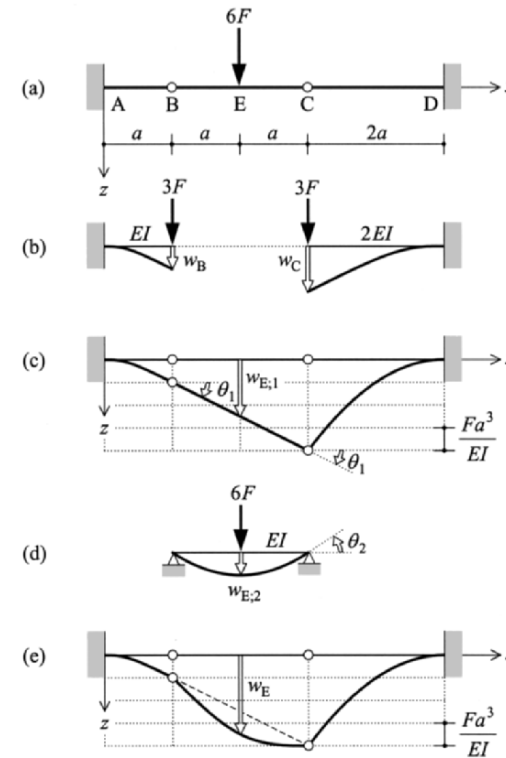 6F
(a)
A B E C D
a a a 2a
z
3F 3F
(b) EI 2EI
w_B w_C
(c)
w_E;1
θ_1
z
Fa^3
EI
θ_1
6F
(d) EI
θ_2
w_E;2
(e)
w_E
z
Fa^3
EI